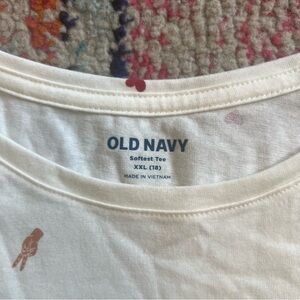 OLD NAVY
Softest Tee
XXL (18)
MADE IN VIETNAM